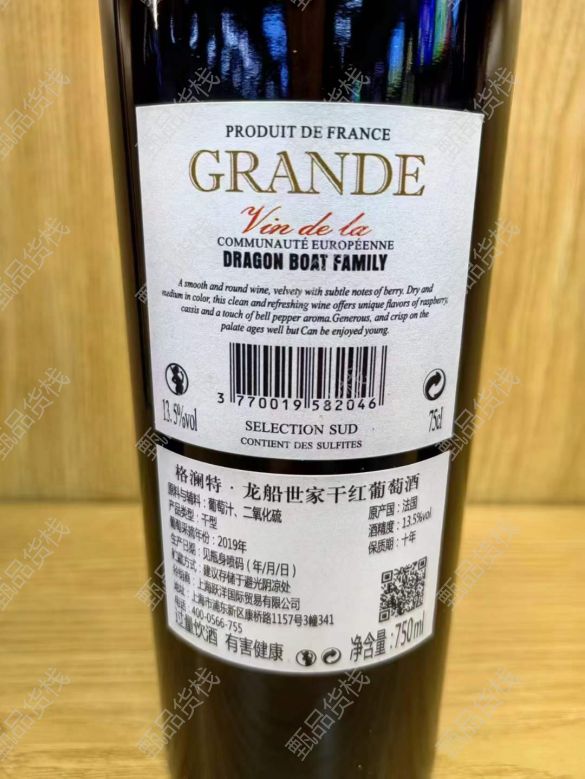 PRODUIT DE FRANCE
GRANDE
Vin de la
COMMUNAUTÉ EUROPÉENNE
DRAGON BOAT FAMILY
A smooth and round wine, velvety with subtle notes of berry. Dry and
medium in color, this clean and refreshing wine offers unique flavors of raspberry,
cassis and a touch of bell pepper aroma.Generous, and crisp on the
palate ages well but Can be enjoyed young.
3 770019 582046
13.5%vol
75cl
SELECTION SUD
CONTIENT DES SULFITES
格澜特·龙船世家干红葡萄酒
原料与辅料：葡萄汁、二氧化硫
产品类型：干型
葡萄采摘年份：2019年
生产日期：见瓶身喷码（年/月/日）
贮藏方式：建议存储于避光阴凉处
经销商：上海跃洋国际贸易有限公司
地址：上海市浦东新区康桥路1157号3幢341
电话：400-0566-755
过量饮酒 有害健康
原产国：法国
酒精度：13.5%vol
保质期：十年
净含量：750ml
甄品货栈